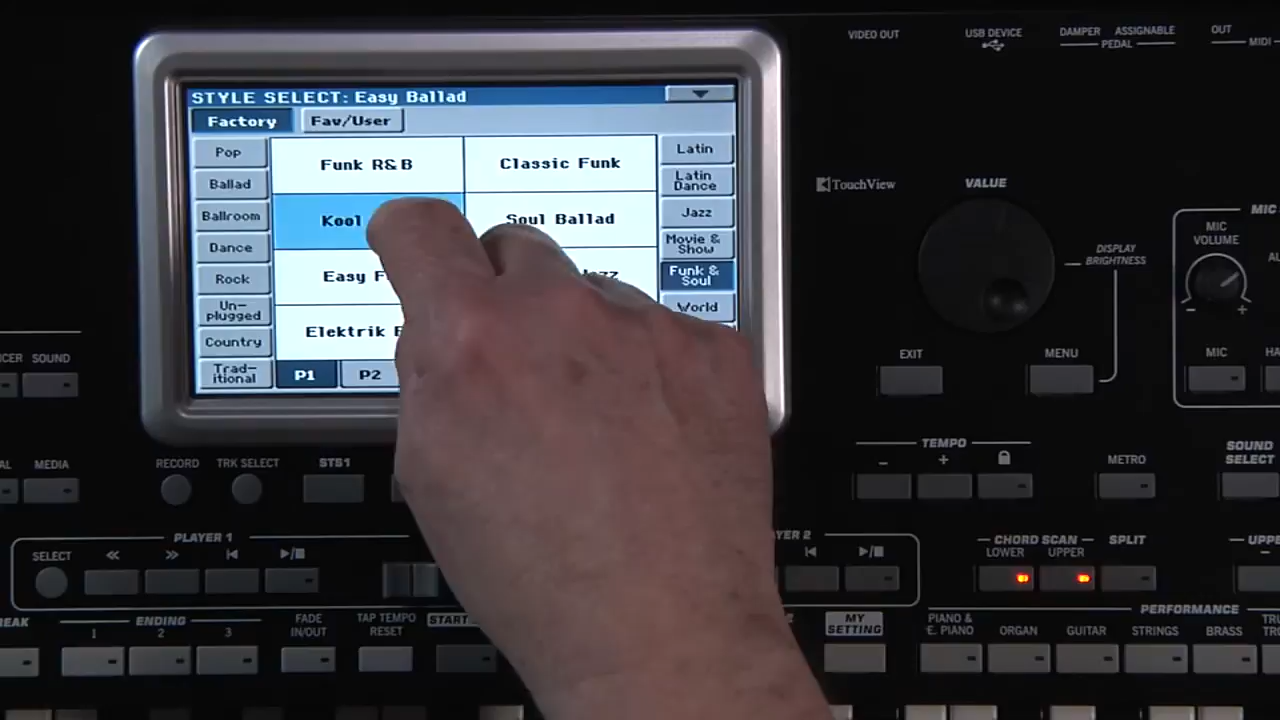 VIDEO OUT
USB DEVICE
DAMPER ASSIGNABLE
PEDAL
OUT
MIDI
STYLE SELECT: Easy Ballad
Factory
Fav/User
Pop
Ballad
Ballroom
Dance
Rock
Un-
plugged
Country
Trad-
itional
Funk R&B
Classic Funk
Kool
Soul Ballad
Easy
Elektrik
P1
P2
Latin
Latin
Dance
Jazz
Movie &
Show
Funk &
Soul
World
TouchView
VALUE
DISPLAY
BRIGHTNESS
MIC
MIC
VOLUME
- +
EXIT
MENU
MIC
SOUND
MEDIA
RECORD
TRK SELECT
STS1
TEMPO
- +
METRO
SOUND
SELECT
PLAYER 1
SELECT
2
CHORD SCAN
LOWER UPPER
SPLIT
ENDING
1 2 3
FADE
IN/OUT
TAP TEMPO
RESET
START
MY
SETTING
PERFORMANCE
PIANO &
E. PIANO
ORGAN
GUITAR
STRINGS
BRASS